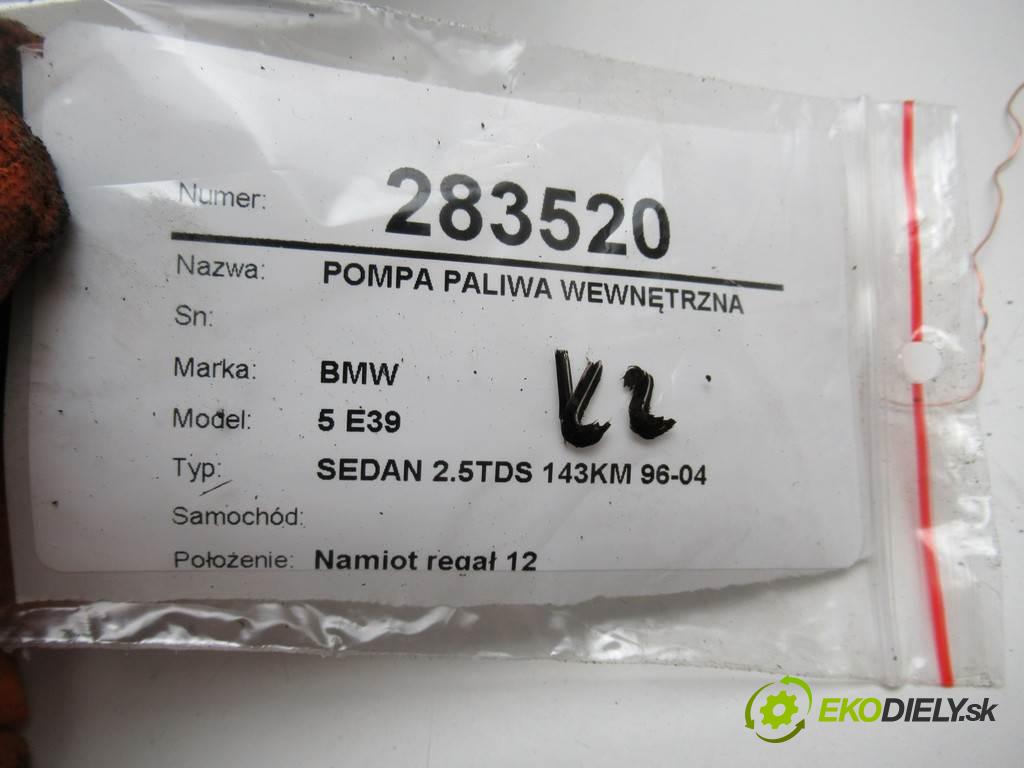 Numer: 283520
Nazwa: POMPA PALIWA WEWNĘTRZNA
Sn:
Marka: BMW
Model: 5 E39
Typ: SEDAN 2.5TDS 143KM 96-04
Samochód:
Położenie: Namiot regał 12
EKODIELY.sk